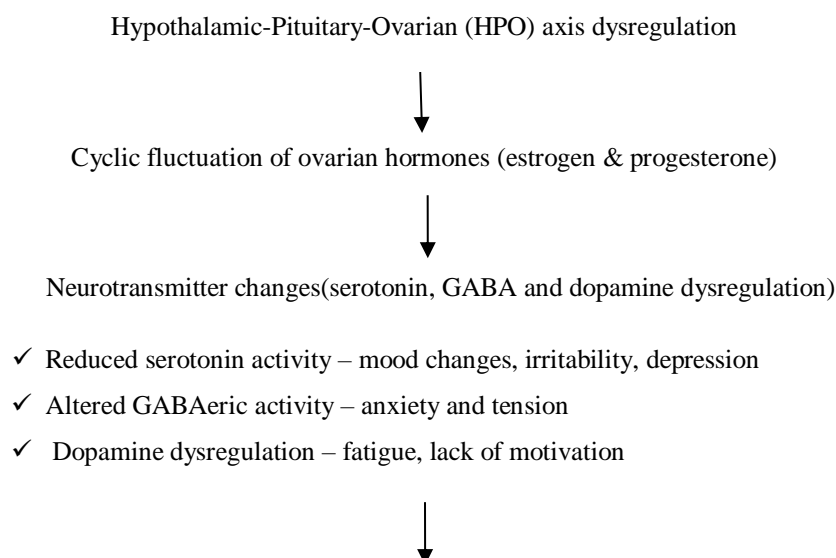 Hypothalamic-Pituitary-Ovarian (HPO) axis dysregulation
Cyclic fluctuation of ovarian hormones (estrogen & progesterone)
Neurotransmitter changes(serotonin, GABA and dopamine dysregulation)
✓ Reduced serotonin activity – mood changes, irritability, depression
✓ Altered GABAeric activity – anxiety and tension
✓ Dopamine dysregulation – fatigue, lack of motivation